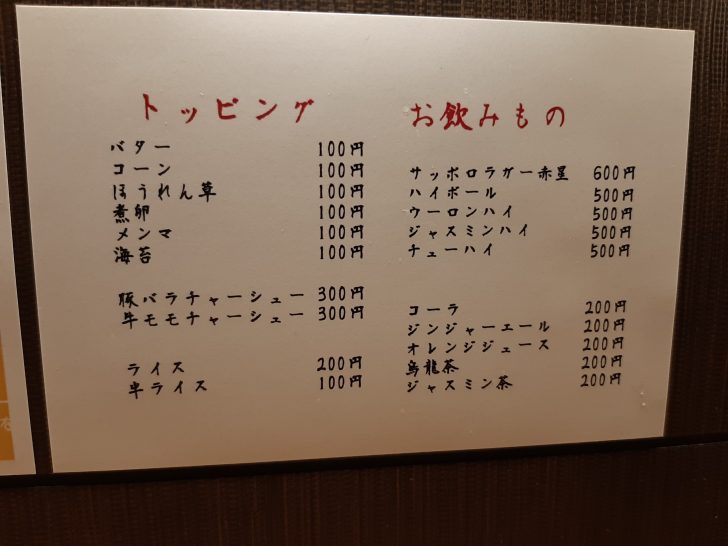 トッピング
バター 100円
コーン 100円
ほうれん草 100円
煮卵 100円
メンマ 100円
海苔 100円
豚バラチャーシュー 300円
牛モモチャーシュー 300円
ライス 200円
半ライス 100円
お飲みもの
サッポロラガー赤星 600円
ハイボール 500円
ウーロンハイ 500円
ジャスミンハイ 500円
チューハイ 500円
コーラ 200円
ジンジャーエール 200円
オレンジジュース 200円
烏龍茶 200円
ジャスミン茶 200円